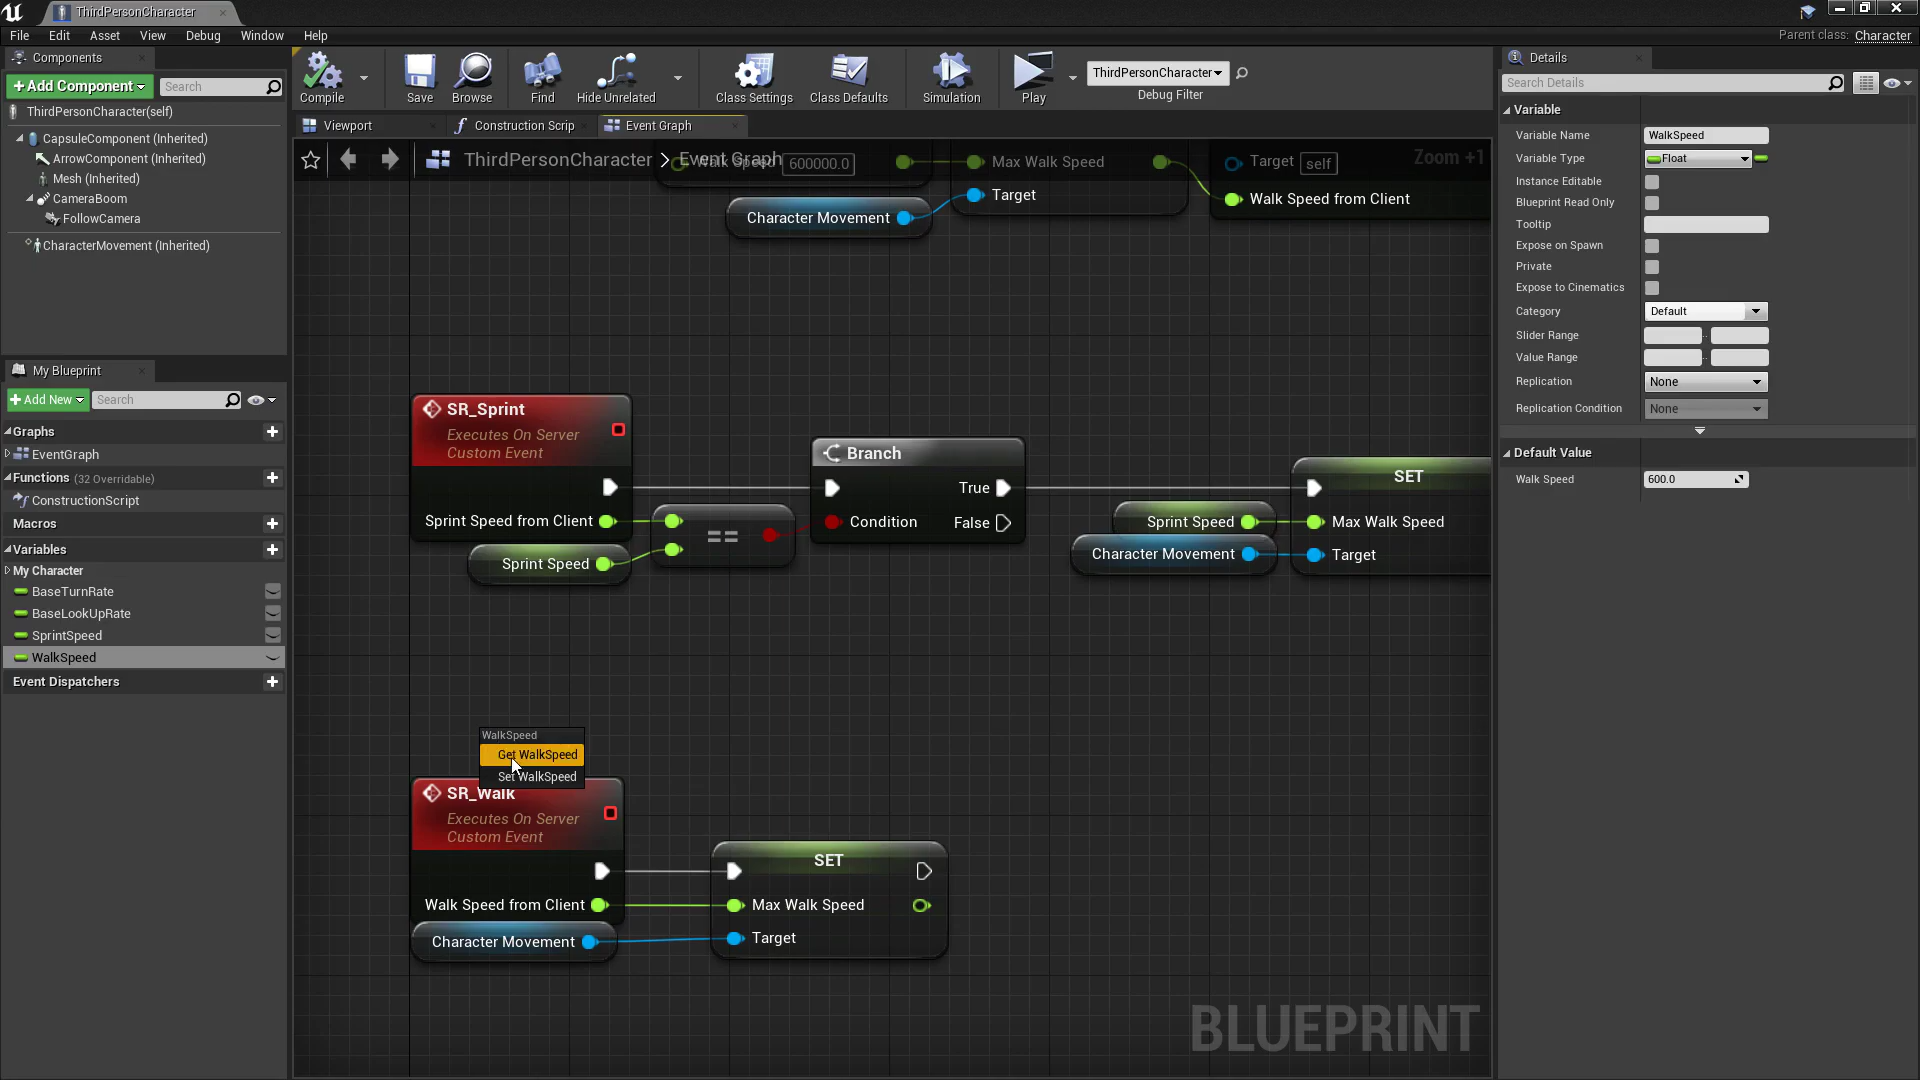 ThirdPersonCharacter
File Edit Asset View Debug Window Help
Parent class: Character
Components
+Add Component
Search
ThirdPersonCharacter(self)
CapsuleComponent (Inherited)
ArrowComponent (Inherited)
Mesh (Inherited)
CameraBoom
FollowCamera
CharacterMovement (Inherited)
My Blueprint
+Add New
Search
Graphs
EventGraph
Functions (32 Overridable)
ConstructionScript
Macros
Variables
My Character
BaseTurnRate
BaseLookUpRate
SprintSpeed
WalkSpeed
Event Dispatchers
Compile
Save
Browse
Find
Hide Unrelated
Class Settings
Class Defaults
Simulation
Play
ThirdPersonCharacter
Debug Filter
Viewport
Construction Scrip
Event Graph
ThirdPersonCharacter > Event Graph
Zoom +1
Walk Speed 600000.0
Max Walk Speed
Target
Character Movement
Target self
Walk Speed from Client
SR_Sprint
Executes On Server
Custom Event
Sprint Speed from Client
Sprint Speed
==
Branch
True
Condition
False
Sprint Speed
Character Movement
SET
Max Walk Speed
Target
WalkSpeed
Get WalkSpeed
Set WalkSpeed
SR_Walk
Executes On Server
Custom Event
Walk Speed from Client
Character Movement
SET
Max Walk Speed
Target
BLUEPRINT
Details
Search Details
Variable
Variable Name WalkSpeed
Variable Type Float
Instance Editable
Blueprint Read Only
Tooltip
Expose on Spawn
Private
Expose to Cinematics
Category Default
Slider Range
Value Range
Replication None
Replication Condition None
Default Value
Walk Speed 600.0